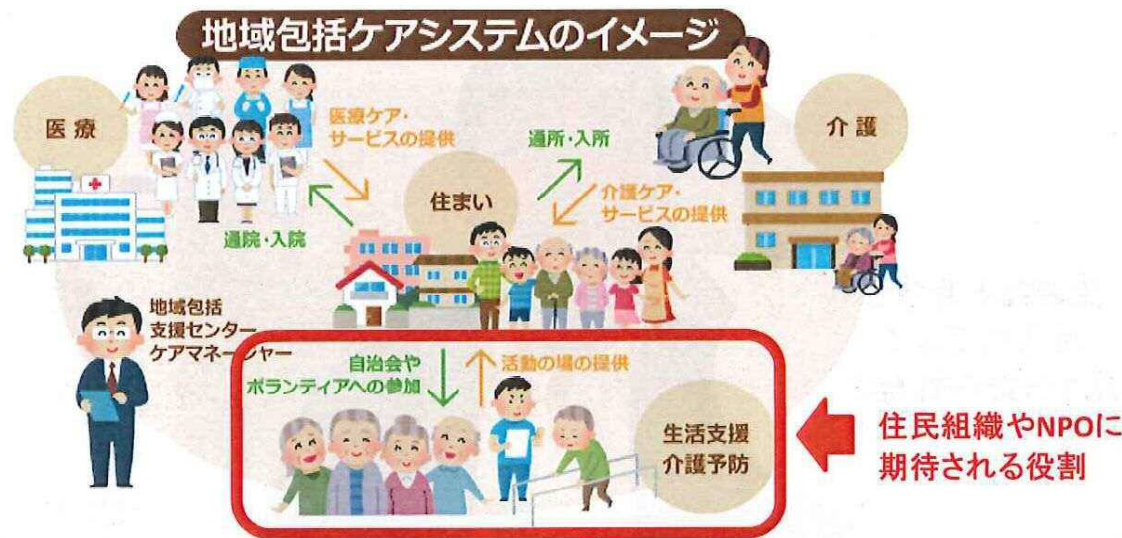 地域包括ケアシステムのイメージ
医療
医療ケア・
サービスの提供
通院・入院
住まい
通所・入所
介護ケア・
サービスの提供
介護
地域包括
支援センター
ケアマネージャー
自治会や
ボランティアへの参加
活動の場の提供
生活支援
介護予防
住民組織やNPOに
期待される役割